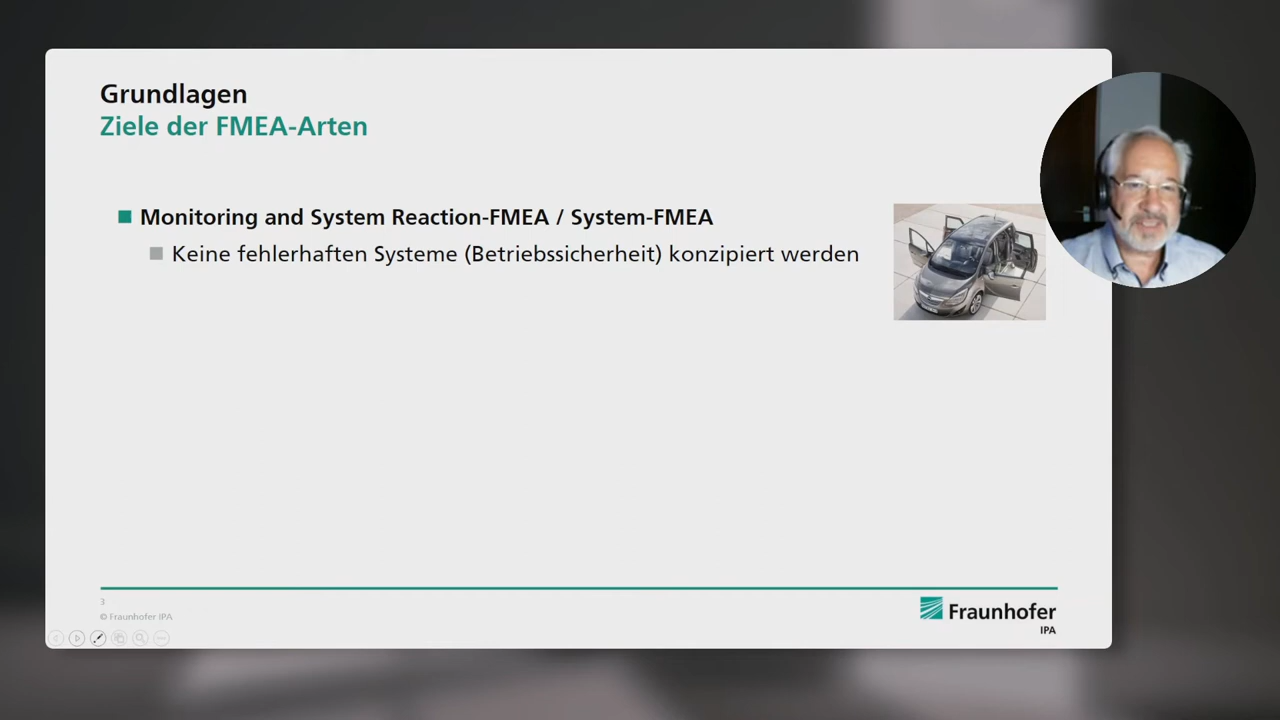 Grundlagen
Ziele der FMEA-Arten
Monitoring and System Reaction-FMEA / System-FMEA
Keine fehlerhaften Systeme (Betriebssicherheit) konzipiert werden
3
© Fraunhofer IPA
Fraunhofer
IPA